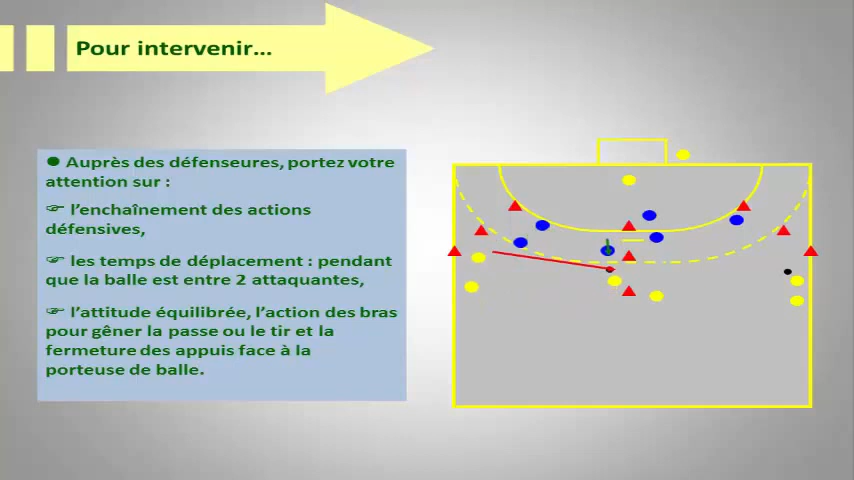 Pour intervenir...
● Auprès des défenseures, portez votre
attention sur :
☞ l'enchaînement des actions
défensives,
☞ les temps de déplacement : pendant
que la balle est entre 2 attaquantes,
☞ l'attitude équilibrée, l'action des bras
pour gêner la passe ou le tir et la
fermeture des appuis face à la
porteuse de balle.